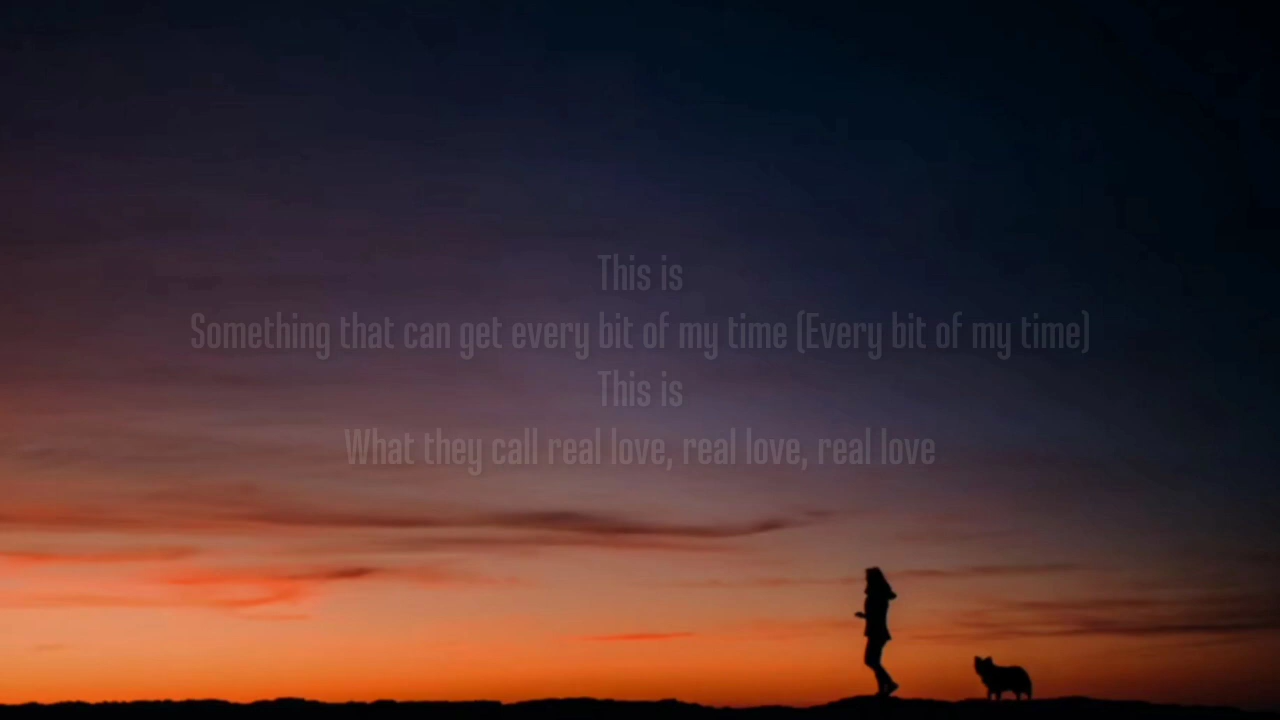 This is
Something that can get every bit of my time (Every bit of my time)
This is
What they call real love, real love, real love